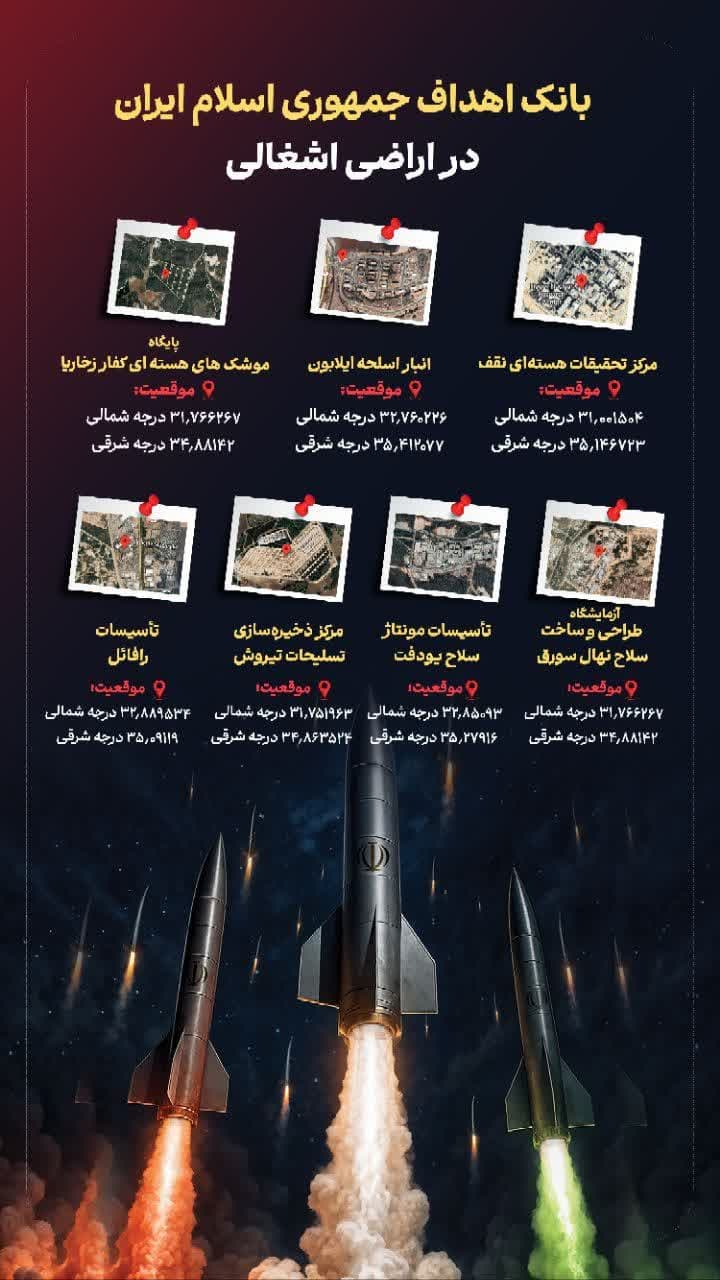 بانک اهداف جمهوری اسلام ایران
در اراضی اشغالی
مرکز تحقیقات هسته‌ای نقف
موقعیت:
۳۱٫۰۰۱۵۰۴ درجه شمالی
۳۵٫۱۴۶۷۲۳ درجه شرقی
انبار اسلحه ایلابون
موقعیت:
۳۲٫۷۶۰۲۲۶ درجه شمالی
۳۵٫۴۱۲۰۷۷ درجه شرقی
پایگاه
موشک های هسته ای کفار زخاریا
موقعیت:
۳۱٫۷۶۶۲۶۷ درجه شمالی
۳۴٫۸۸۱۴۲ درجه شرقی
آزمایشگاه
طراحی و ساخت
سلاح نهال سورق
موقعیت:
۳۱٫۷۶۶۲۶۷ درجه شمالی
۳۴٫۸۸۱۴۲ درجه شرقی
تأسیسات مونتاژ
سلاح یودفت
موقعیت:
۳۲٫۸۵۰۹۳ درجه شمالی
۳۵٫۲۷۹۱۶ درجه شرقی
مرکز ذخیره‌سازی
تسلیحات تیروش
موقعیت:
۳۱٫۷۵۱۹۶۳ درجه شمالی
۳۴٫۸۶۳۵۲۴ درجه شرقی
تأسیسات
رافائل
موقعیت:
۳۲٫۸۸۹۵۳۴ درجه شمالی
۳۵٫۰۹۱۱۹ درجه شرقی